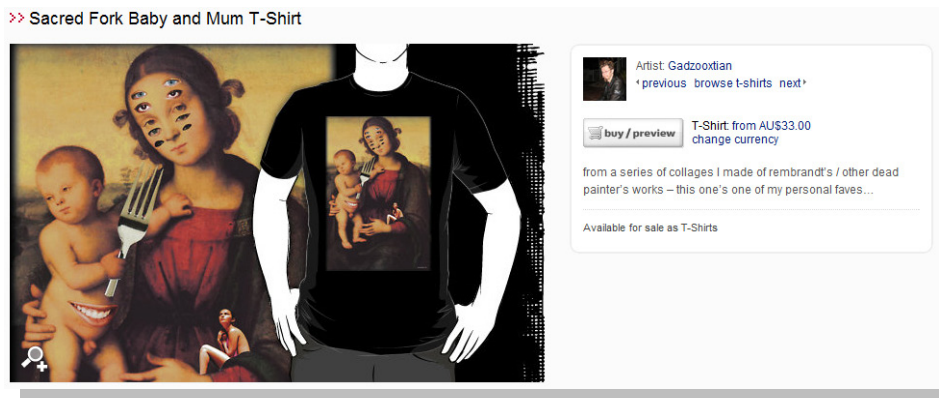 >> Sacred Fork Baby and Mum T-Shirt
Artist: Gadzooxtian
previous browse t-shirts next
buy / preview
T-Shirt: from AU$33.00
change currency
from a series of collages I made of rembrandt's / other dead
painter's works – this one's one of my personal faves…
Available for sale as T-Shirts